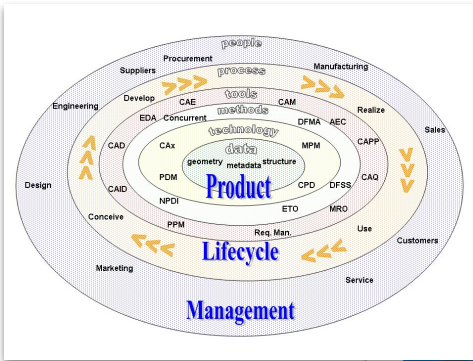 people
Procurement
Suppliers
process
Manufacturing
Engineering
Develop
tools
Realize
CAE
CAM
methods
EDA
Concurrent
DFMA
AEC
Sales
technology
CAD
CAx
MPM
CAPP
data
geometry
metadata
structure
Design
CAID
PDM
Product
CPD
DFSS
CAQ
NPDI
ETO
MRO
Conceive
PPM
Req. Man.
Use
Customers
Lifecycle
Marketing
Service
Management